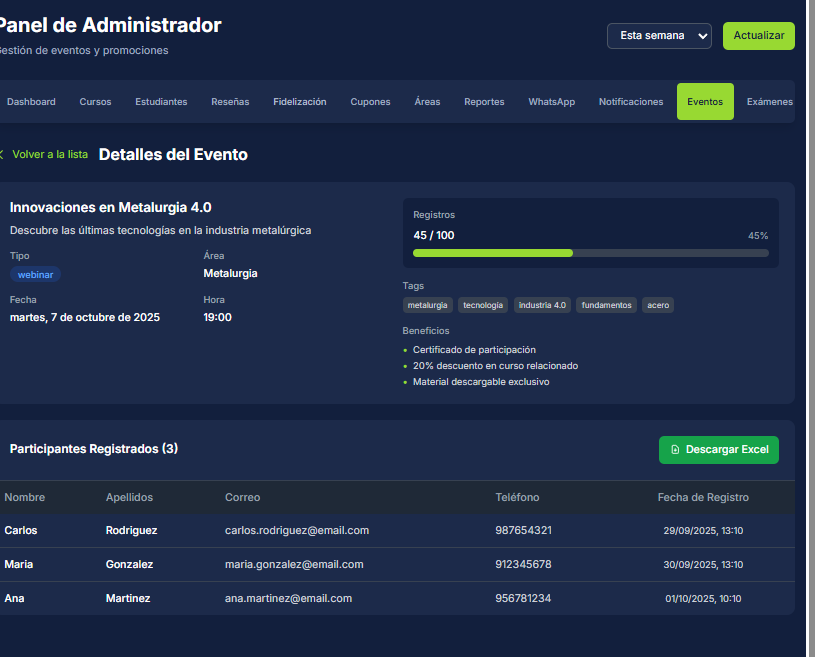 Panel de Administrador
Gestión de eventos y promociones
Esta semana
Actualizar
Dashboard Cursos Estudiantes Reseñas Fidelización Cupones Áreas Reportes WhatsApp Notificaciones Eventos Exámenes
Volver a la lista Detalles del Evento
Innovaciones en Metalurgia 4.0
Descubre las últimas tecnologías en la industria metalúrgica
Tipo Área
webinar Metalurgia
Fecha Hora
martes, 7 de octubre de 2025 19:00
Registros
45 / 100 45%
Tags
metalurgia tecnología industria 4.0 fundamentos acero
Beneficios
• Certificado de participación
• 20% descuento en curso relacionado
• Material descargable exclusivo
Participantes Registrados (3)
Descargar Excel
Nombre Apellidos Correo Teléfono Fecha de Registro
Carlos Rodriguez carlos.rodriguez@email.com 987654321 29/09/2025, 13:10
Maria Gonzalez maria.gonzalez@email.com 912345678 30/09/2025, 13:10
Ana Martinez ana.martinez@email.com 956781234 01/10/2025, 10:10